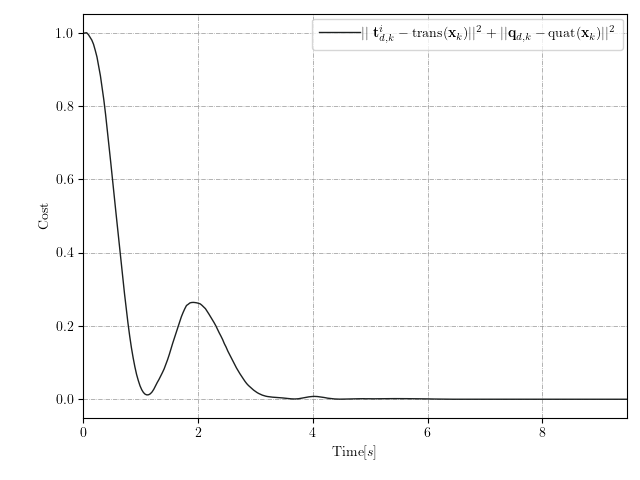 || t^i_{d,k} − trans(x_k)||^2 + ||q_{d,k} − quat(x_k)||^2
1.0
0.8
0.6
0.4
0.2
0.0
Cost
0 2 4 6 8
Time[s]